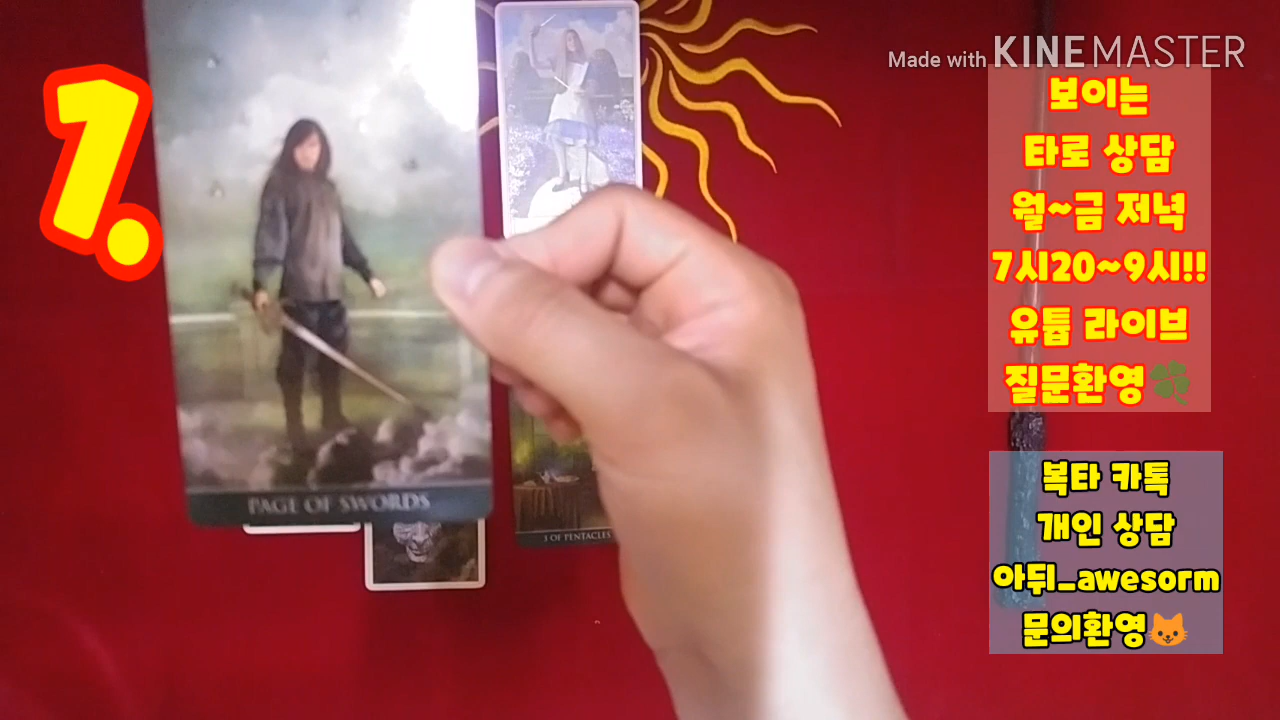 Made with KINEMASTER
1.
보이는
타로 상담
월~금 저녁
7시20~9시!!
유튭 라이브
질문환영🍀
PAGE OF SWORDS
복타 카톡
개인 상담
아뒤_awesorm
문의환영🐱
3 OF PENTACLES